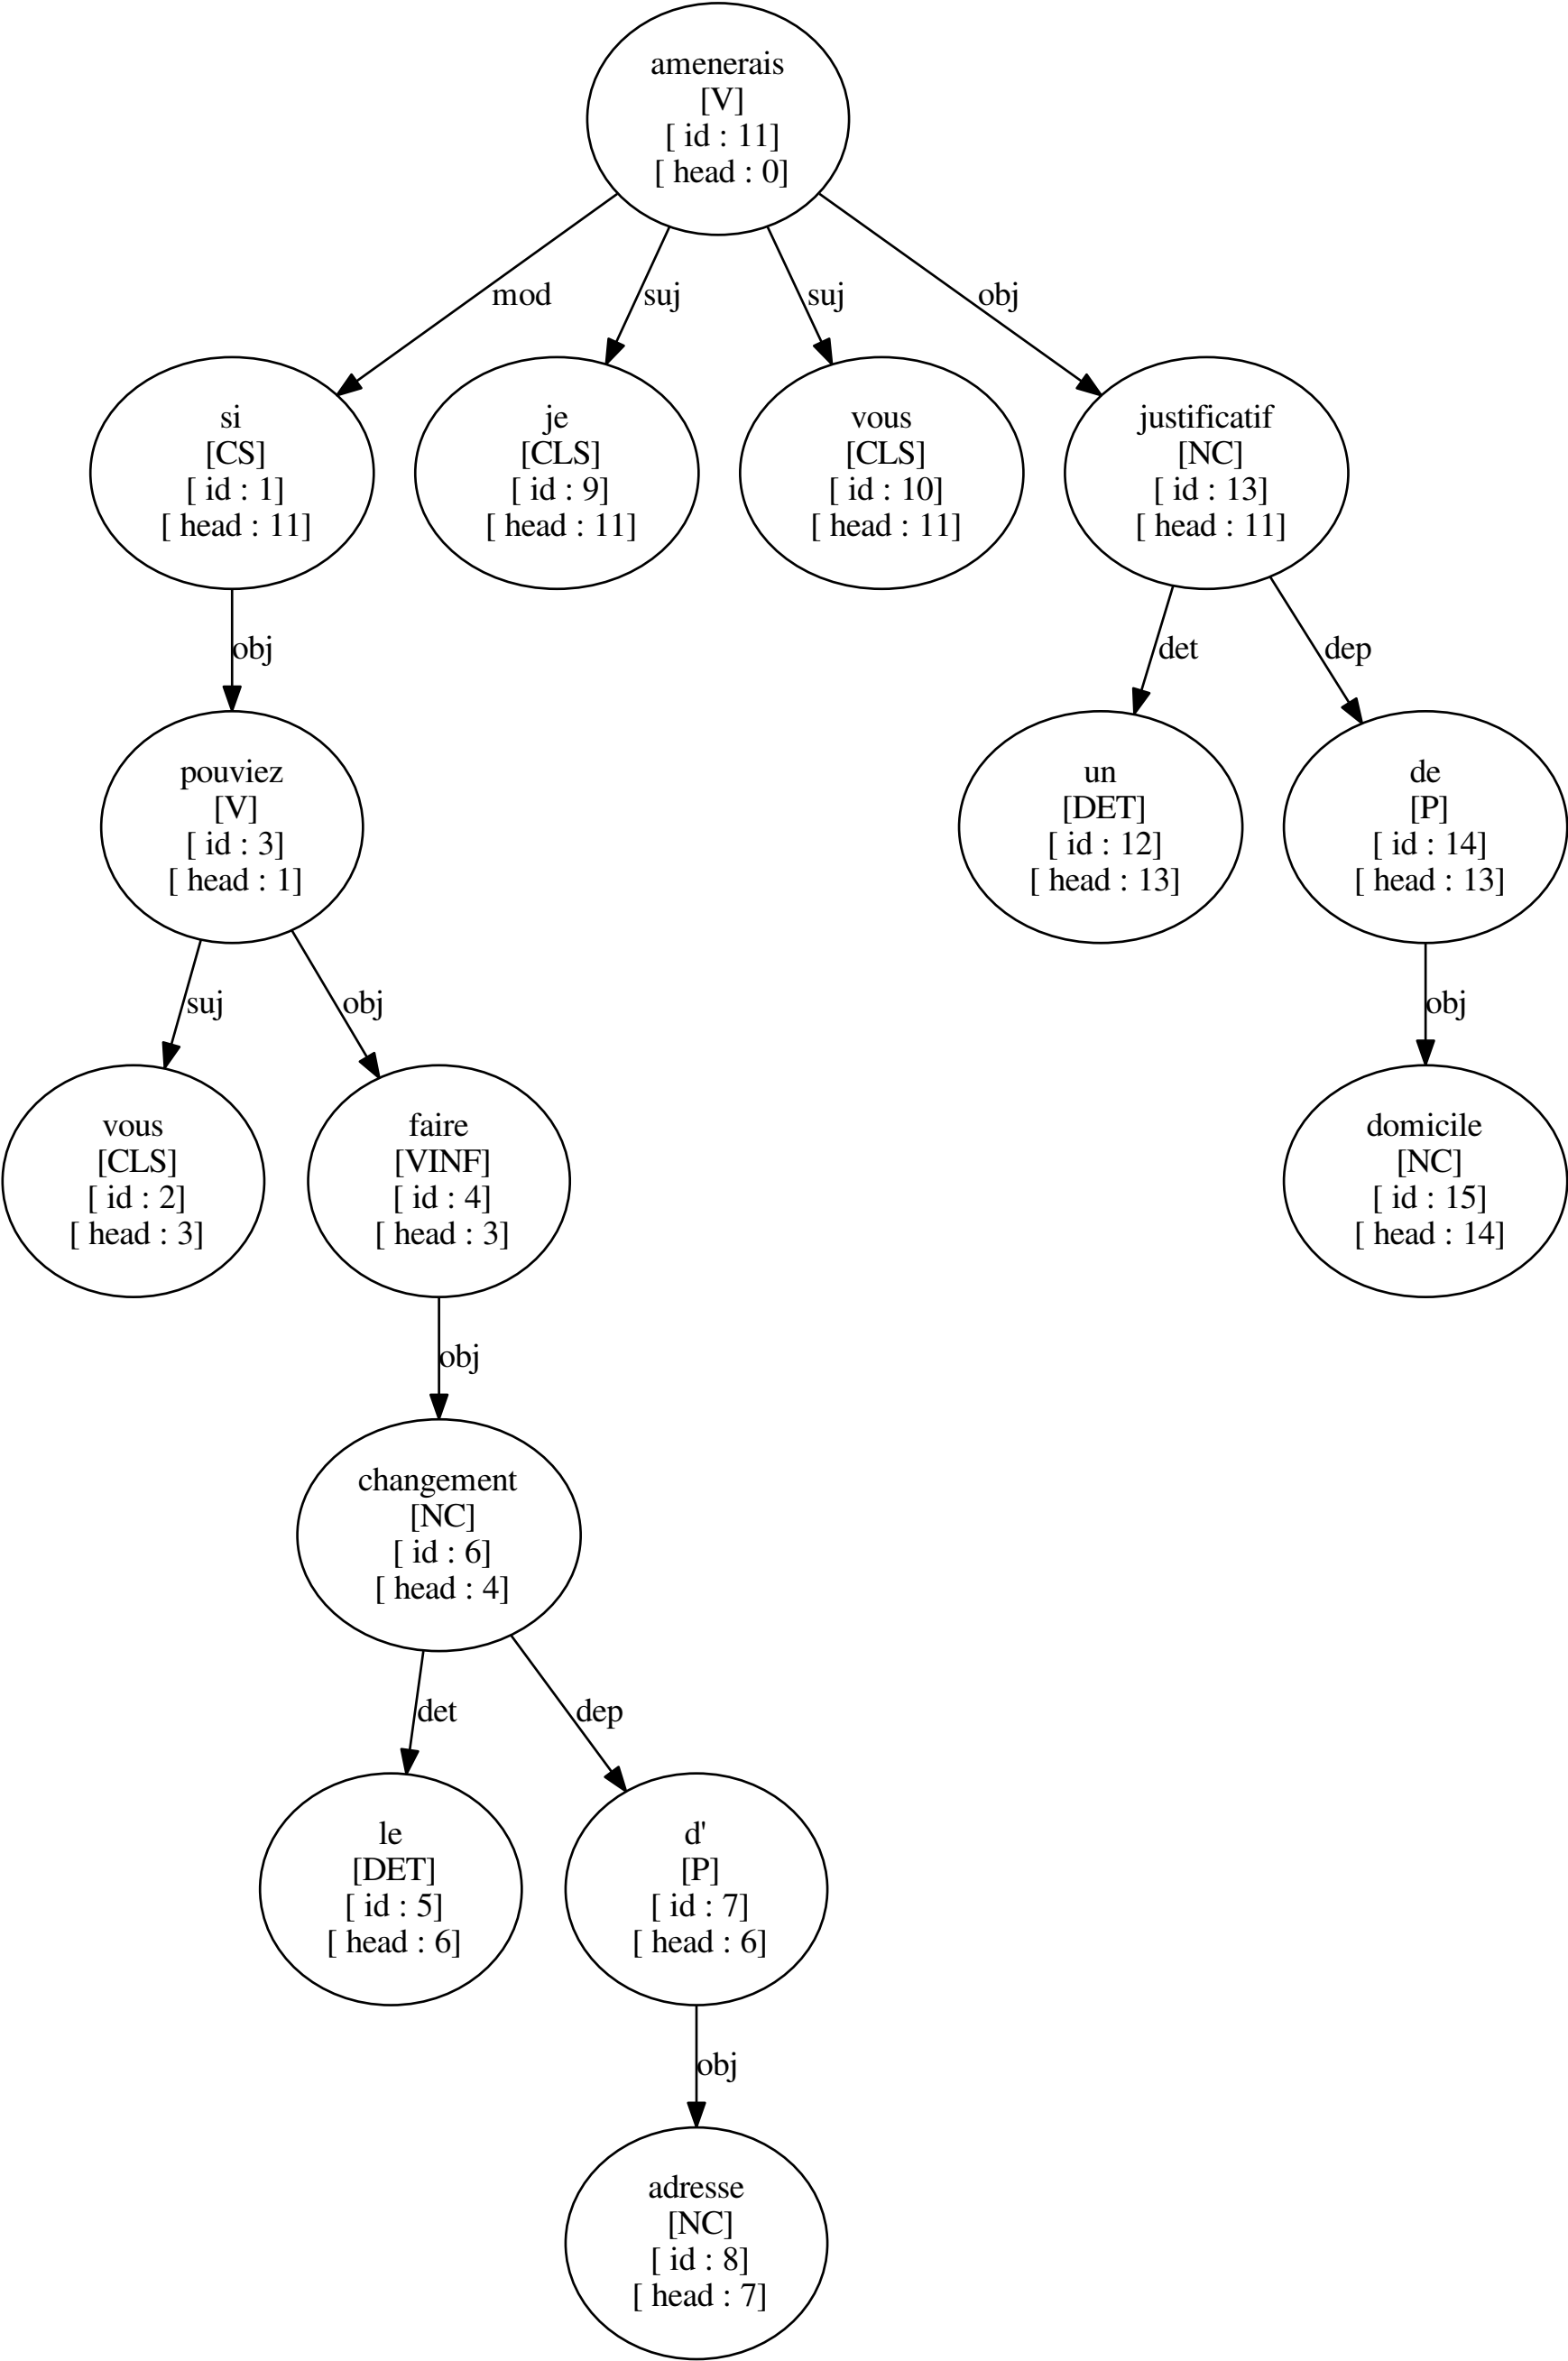 amenerais
[V]
[ id : 11]
[ head : 0]
mod
suj
suj
obj
si
[CS]
[ id : 1]
[ head : 11]
je
[CLS]
[ id : 9]
[ head : 11]
vous
[CLS]
[ id : 10]
[ head : 11]
justificatif
[NC]
[ id : 13]
[ head : 11]
obj
det
dep
pouviez
[V]
[ id : 3]
[ head : 1]
un
[DET]
[ id : 12]
[ head : 13]
de
[P]
[ id : 14]
[ head : 13]
suj
obj
obj
vous
[CLS]
[ id : 2]
[ head : 3]
faire
[VINF]
[ id : 4]
[ head : 3]
domicile
[NC]
[ id : 15]
[ head : 14]
obj
changement
[NC]
[ id : 6]
[ head : 4]
det
dep
le
[DET]
[ id : 5]
[ head : 6]
d'
[P]
[ id : 7]
[ head : 6]
obj
adresse
[NC]
[ id : 8]
[ head : 7]